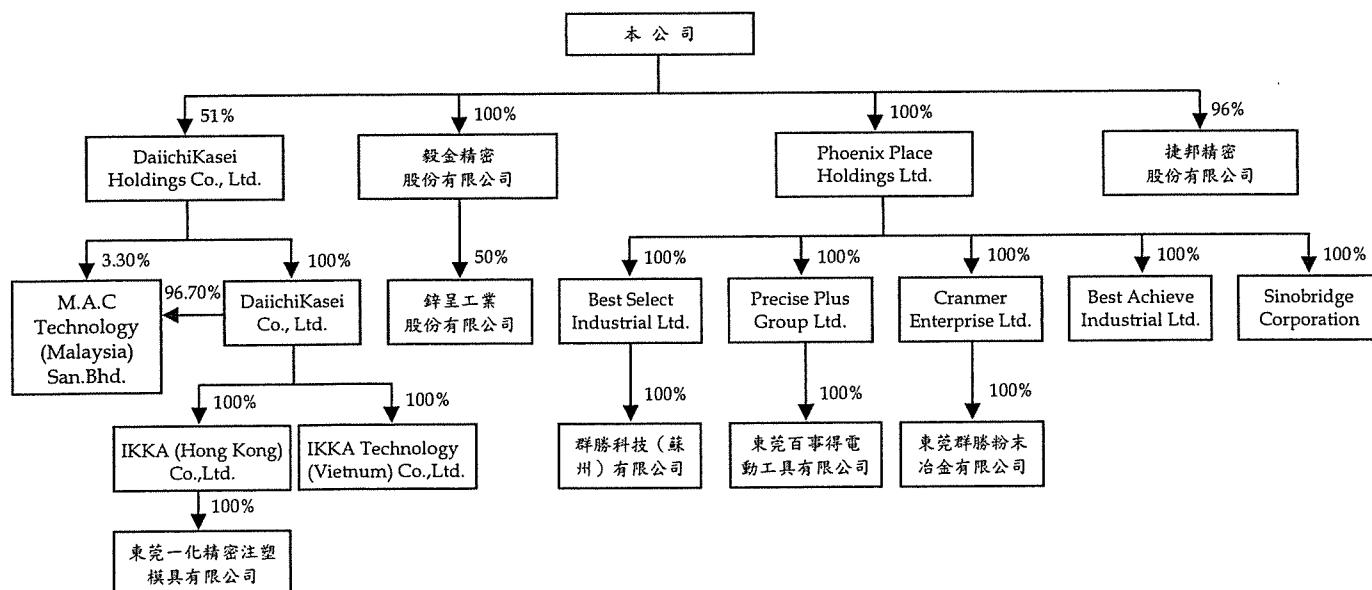 本公司
51%
100%
100%
96%
DaiichiKasei
Holdings Co., Ltd.
毅金精密
股份有限公司
Phoenix Place
Holdings Ltd.
捷邦精密
股份有限公司
3.30%
100%
50%
100%
100%
100%
100%
100%
M.A.C
Technology
(Malaysia)
San.Bhd.
96.70%
DaiichiKasei
Co., Ltd.
鋅呈工業
股份有限公司
Best Select
Industrial Ltd.
Precise Plus
Group Ltd.
Cranmer
Enterprise Ltd.
Best Achieve
Industrial Ltd.
Sinobridge
Corporation
100%
100%
100%
100%
100%
IKKA (Hong Kong)
Co.,Ltd.
IKKA Technology
(Vietnum) Co.,Ltd.
群勝科技（蘇
州）有限公司
東莞百事得電
動工具有限公司
東莞群勝粉末
冶金有限公司
100%
東莞一化精密注塑
模具有限公司